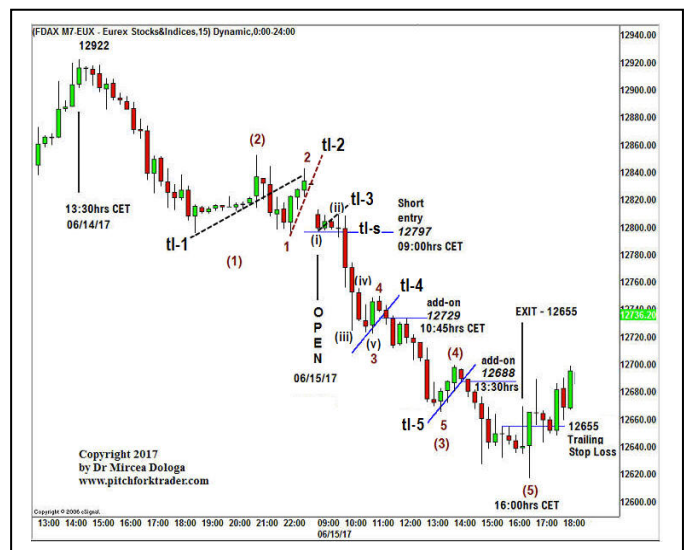 (FDAX M7-EUX - Eurex Stocks&Indices,15) Dynamic,0:00-24:00
12922
12940.00
12920.00
12900.00
12880.00
12860.00
12840.00
12820.00
12800.00
12780.00
12760.00
12740.00
12736.20
12720.00
12700.00
12680.00
12660.00
12640.00
12620.00
12600.00
13:30hrs CET
06/14/17
(2)
2
tl-2
tl-1
(1)
1
(i)
(ii)
tl-3
tl-s
Short
entry
12797
09:00hrs CET
O
P
E
N
06/15/17
(iii)
(iv)
4
tl-4
(v)
3
add-on
12729
10:45hrs CET
EXIT - 12655
(4)
add-on
12688
13:30hrs
tl-5
5
(3)
12655
Trailing
Stop Loss
(5)
16:00hrs CET
Copyright 2017
by Dr Mircea Dologa
www.pitchforktrader.com
Copyright © 2006 eSignal.
13:00 14:00 15:00 16:00 17:00 18:00 19:00 20:00 21:00 22:00 09:00 10:00 11:00 12:00 13:00 14:00 15:00 16:00 17:00 18:00
06/15/17